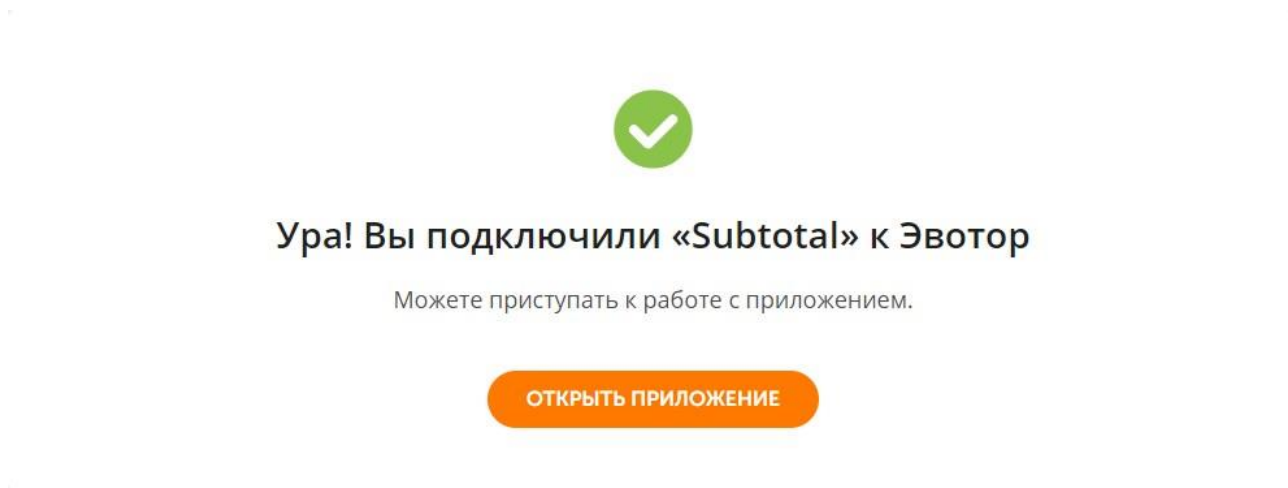 Ура! Вы подключили «Subtotal» к Эвотор
Можете приступать к работе с приложением.
ОТКРЫТЬ ПРИЛОЖЕНИЕ